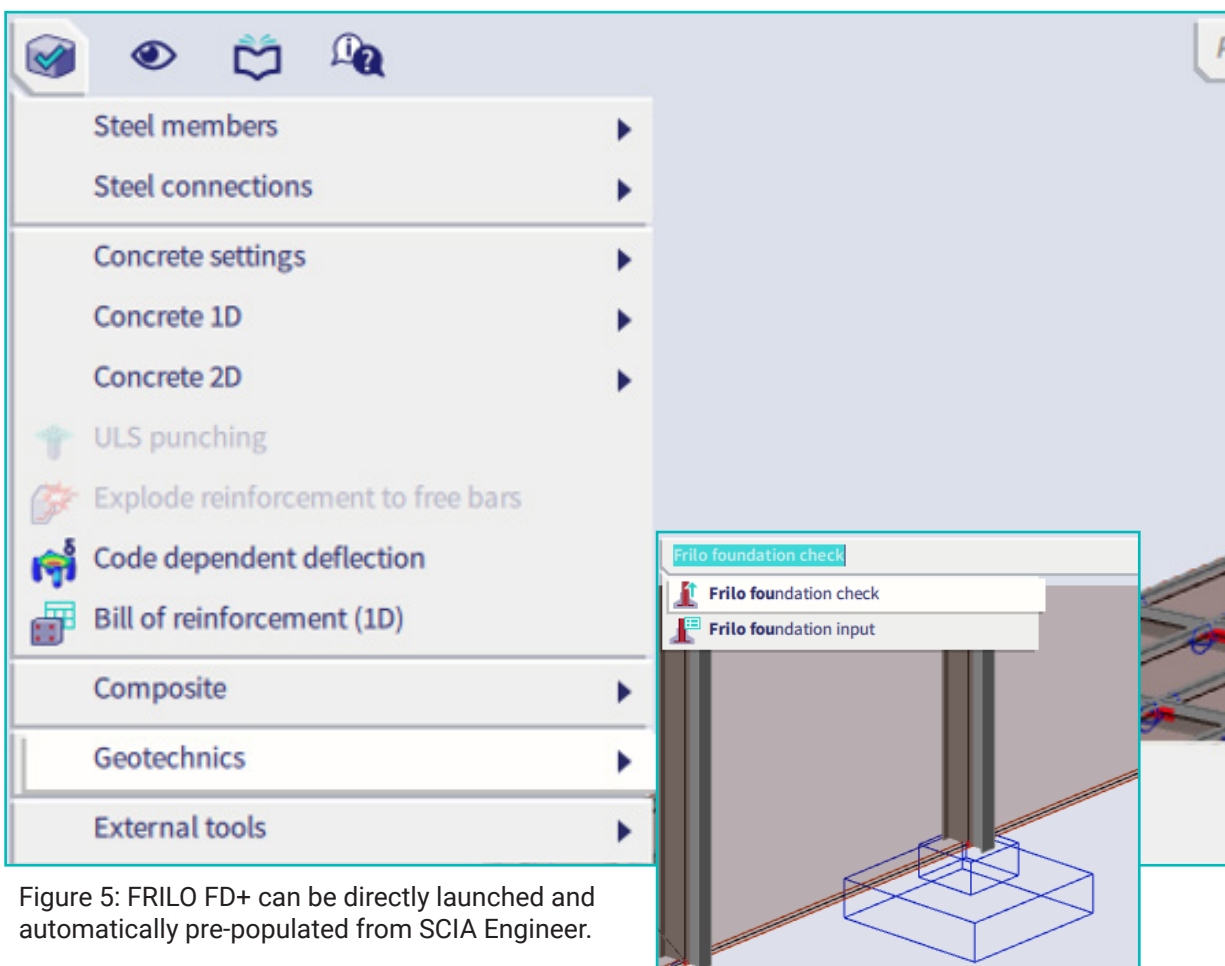 Steel members
Steel connections
Concrete settings
Concrete 1D
Concrete 2D
ULS punching
Explode reinforcement to free bars
Code dependent deflection
Bill of reinforcement (1D)
Composite
Geotechnics
External tools
Frilo foundation check
Frilo foundation check
Frilo foundation input
Figure 5: FRILO FD+ can be directly launched and
automatically pre-populated from SCIA Engineer.